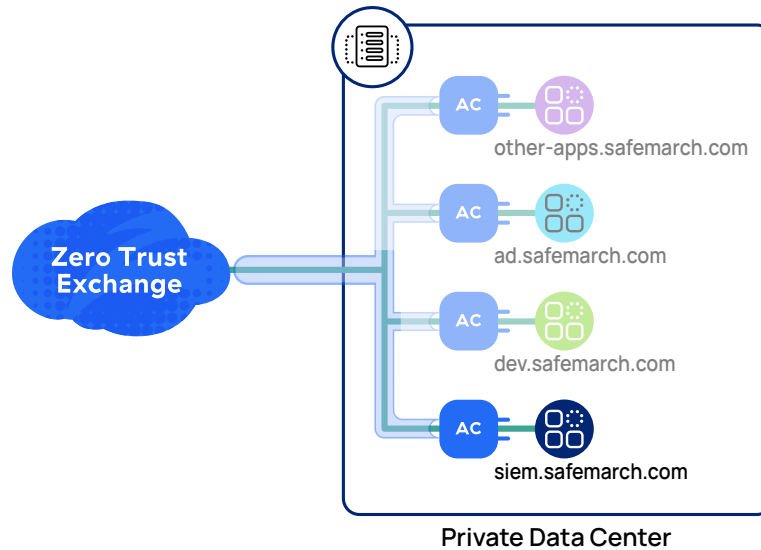 AC
other-apps.safemarch.com
AC
ad.safemarch.com
Zero Trust
Exchange
AC
dev.safemarch.com
AC
siem.safemarch.com
Private Data Center